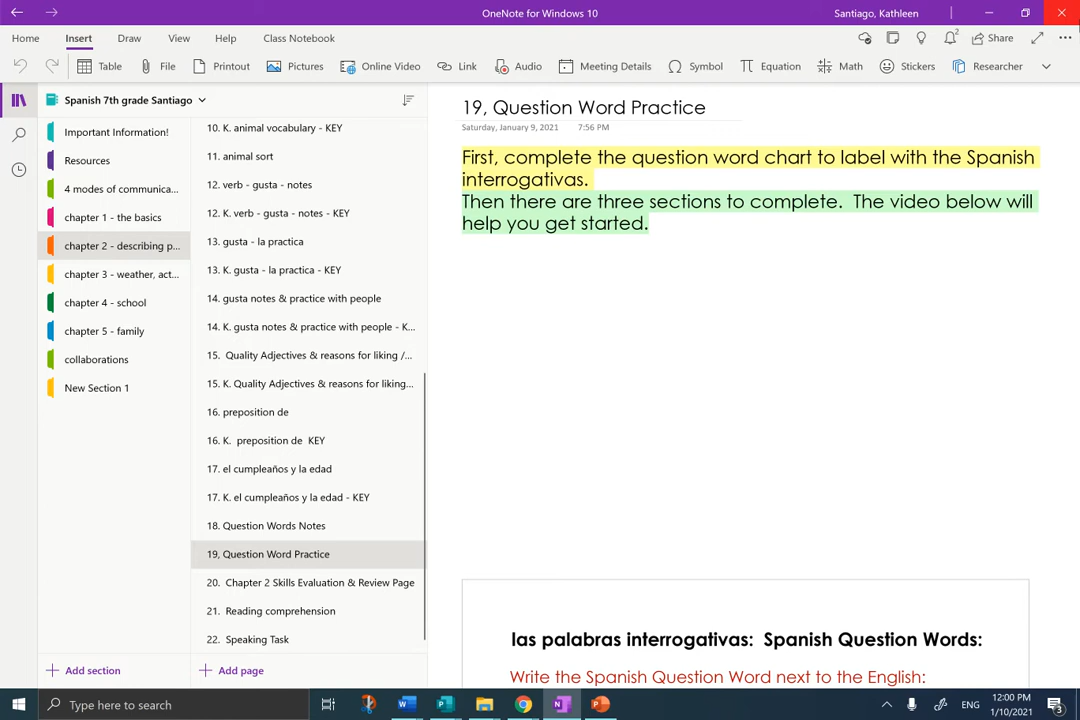 OneNote for Windows 10
Santiago, Kathleen
Home Insert Draw View Help Class Notebook
2
Share
Table File Printout Pictures Online Video Link Audio Meeting Details Symbol Equation Math Stickers Researcher
Spanish 7th grade Santiago
Important Information!
Resources
4 modes of communica...
chapter 1 - the basics
chapter 2 - describing p...
chapter 3 - weather, act...
chapter 4 - school
chapter 5 - family
collaborations
New Section 1
Add section
10. K. animal vocabulary - KEY
11. animal sort
12. verb - gusta - notes
12. K. verb - gusta - notes - KEY
13. gusta - la practica
13. K. gusta - la practica - KEY
14. gusta notes & practice with people
14. K. gusta notes & practice with people - K...
15. Quality Adjectives & reasons for liking /...
15. K. Quality Adjectives & reasons for liking...
16. preposition de
16. K. preposition de KEY
17. el cumpleaños y la edad
17. K. el cumpleaños y la edad - KEY
18. Question Words Notes
19, Question Word Practice
20. Chapter 2 Skills Evaluation & Review Page
21. Reading comprehension
22. Speaking Task
Add page
19, Question Word Practice
Saturday, January 9, 2021 7:56 PM
First, complete the question word chart to label with the Spanish
interrogativas.
Then there are three sections to complete. The video below will
help you get started.
las palabras interrogativas: Spanish Question Words:
Write the Spanish Question Word next to the English:
Type here to search
ENG
12:00 PM
1/10/2021
3